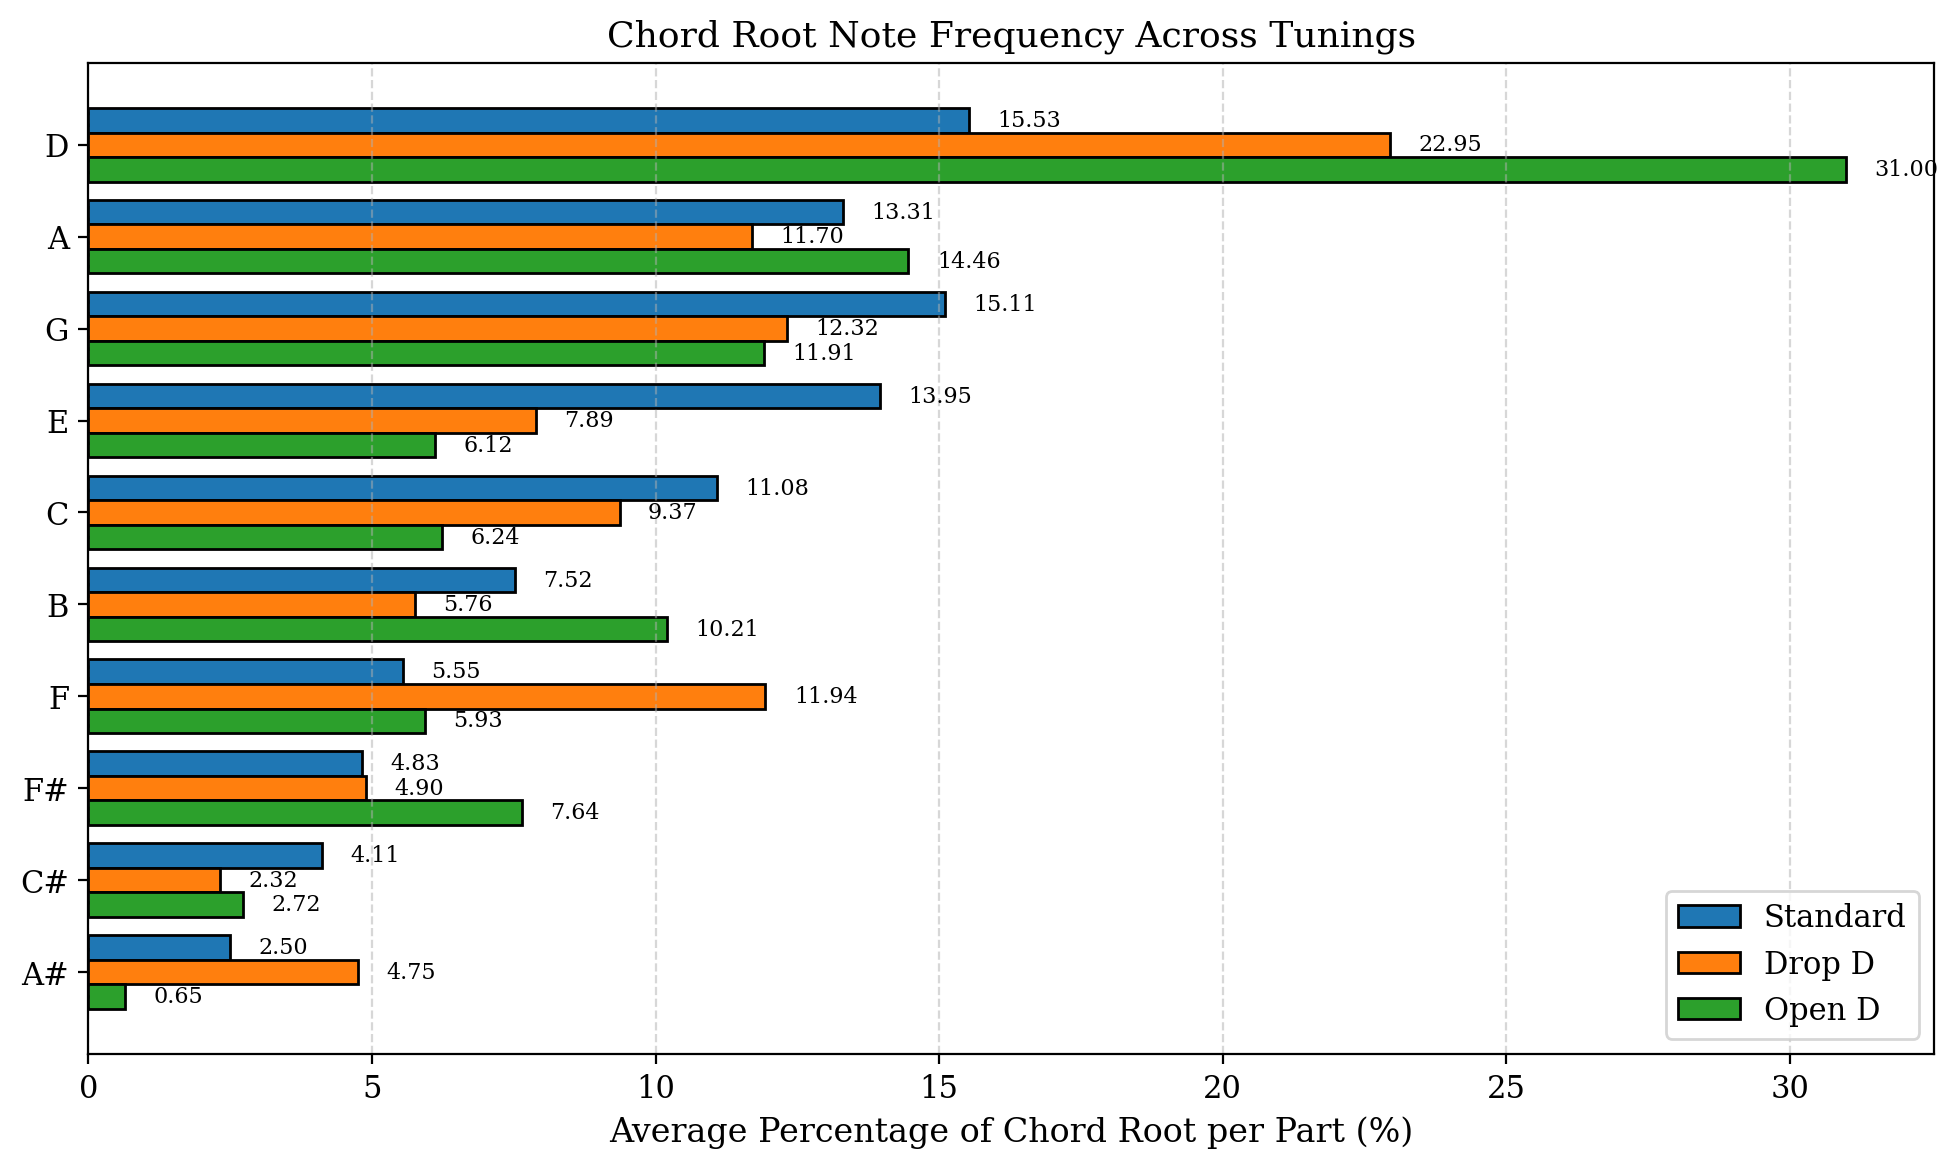 Chord Root Note Frequency Across Tunings
D
15.53
22.95
31.00
A
13.31
11.70
14.46
G
15.11
12.32
11.91
E
13.95
7.89
6.12
C
11.08
9.37
6.24
B
7.52
5.76
10.21
F
5.55
11.94
5.93
F#
4.83
4.90
7.64
C#
4.11
2.32
2.72
A#
2.50
4.75
0.65
Standard
Drop D
Open D
0 5 10 15 20 25 30
Average Percentage of Chord Root per Part (%)